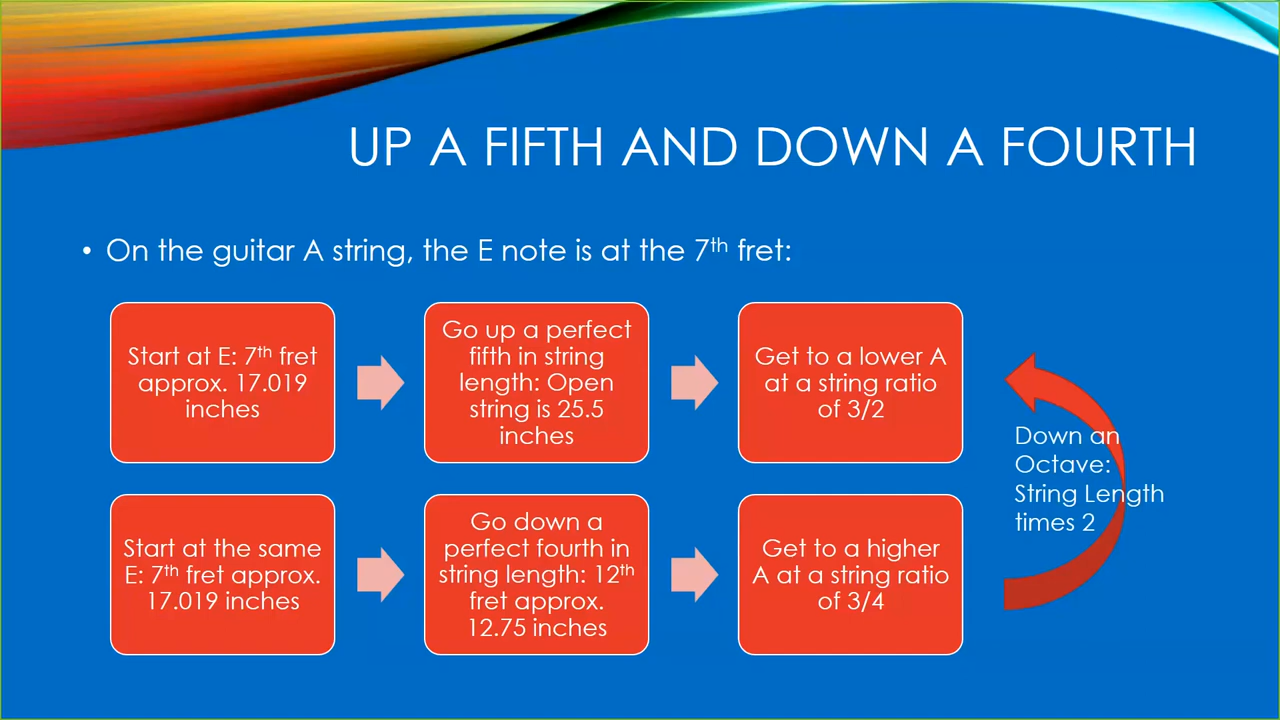 UP A FIFTH AND DOWN A FOURTH
• On the guitar A string, the E note is at the 7th fret:
Start at E: 7th fret
approx. 17.019
inches
Go up a perfect
fifth in string
length: Open
string is 25.5
inches
Get to a lower A
at a string ratio
of 3/2
Down an
Octave:
String Length
times 2
Start at the same
E: 7th fret approx.
17.019 inches
Go down a
perfect fourth in
string length: 12th
fret approx.
12.75 inches
Get to a higher
A at a string ratio
of 3/4